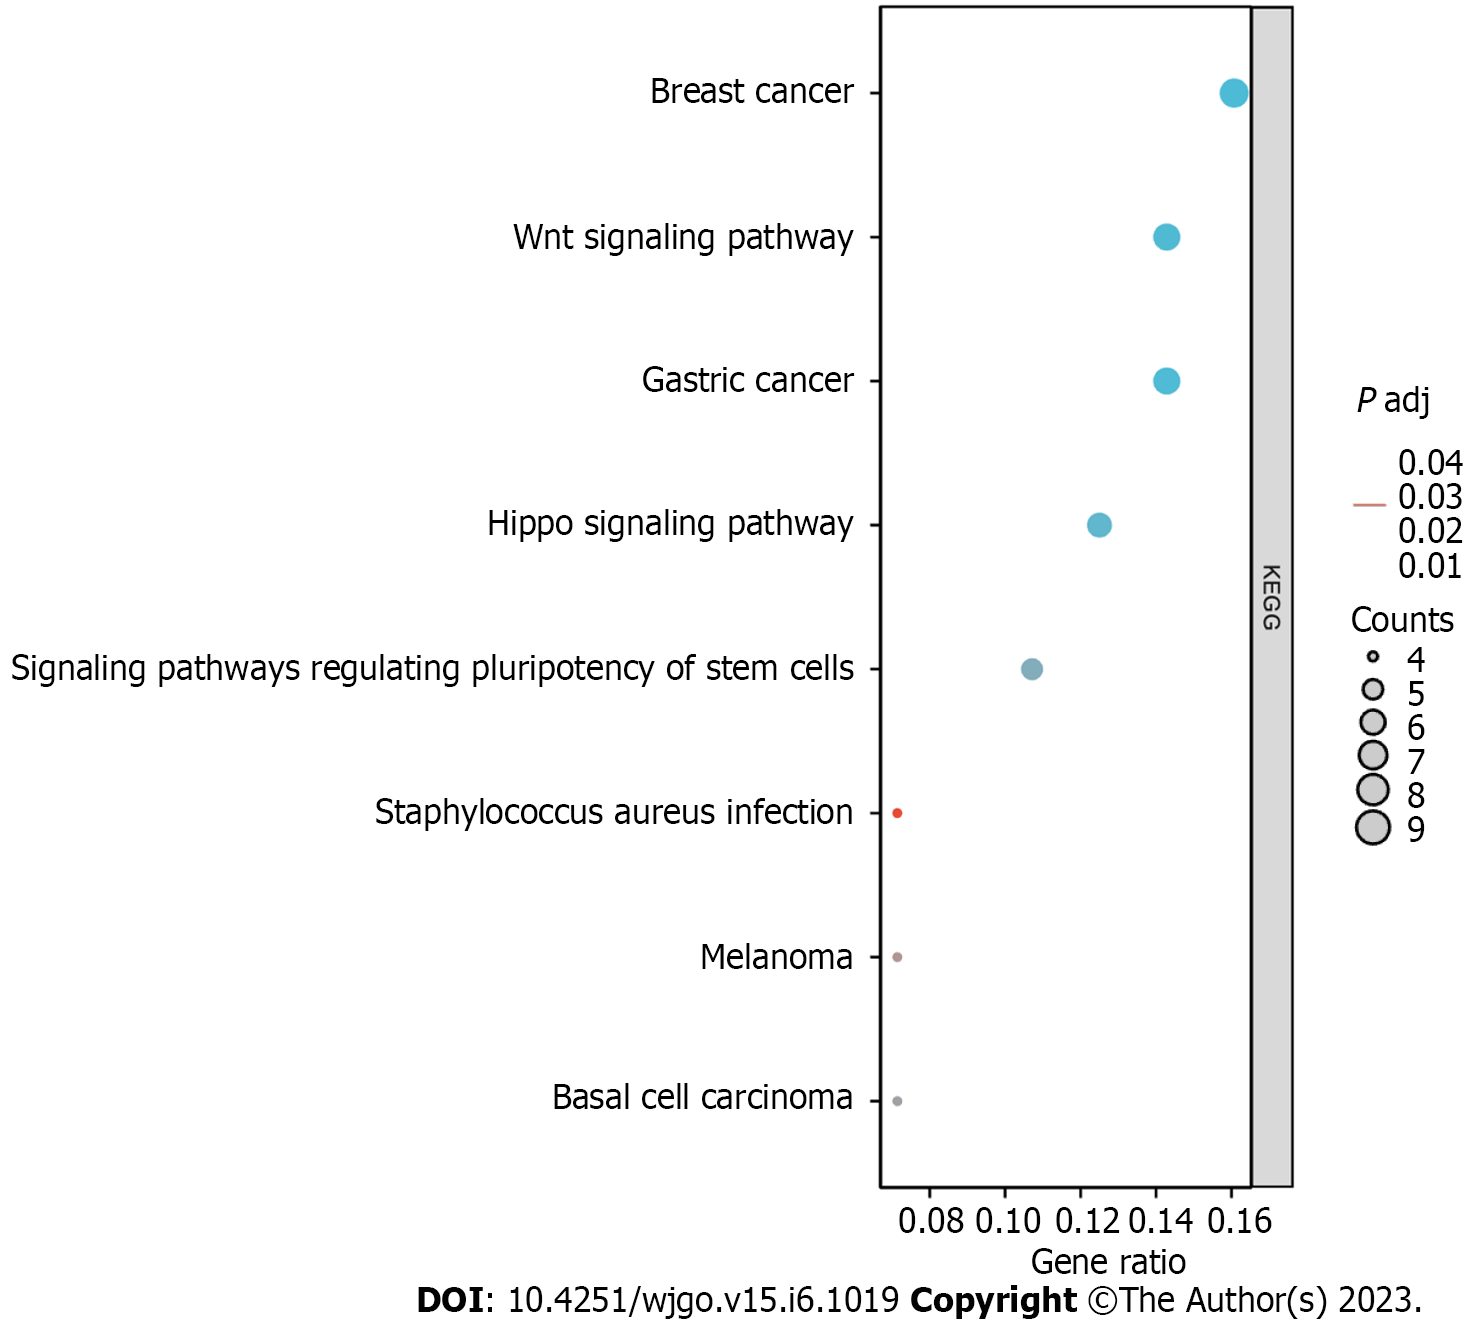 Breast cancer
Wnt signaling pathway
Gastric cancer
Hippo signaling pathway
Signaling pathways regulating pluripotency of stem cells
Staphylococcus aureus infection
Melanoma
Basal cell carcinoma
0.08 0.10 0.12 0.14 0.16
Gene ratio
KEGG
P adj
0.04
0.03
0.02
0.01
Counts
4
5
6
7
8
9
DOI: 10.4251/wjgo.v15.i6.1019 Copyright ©The Author(s) 2023.